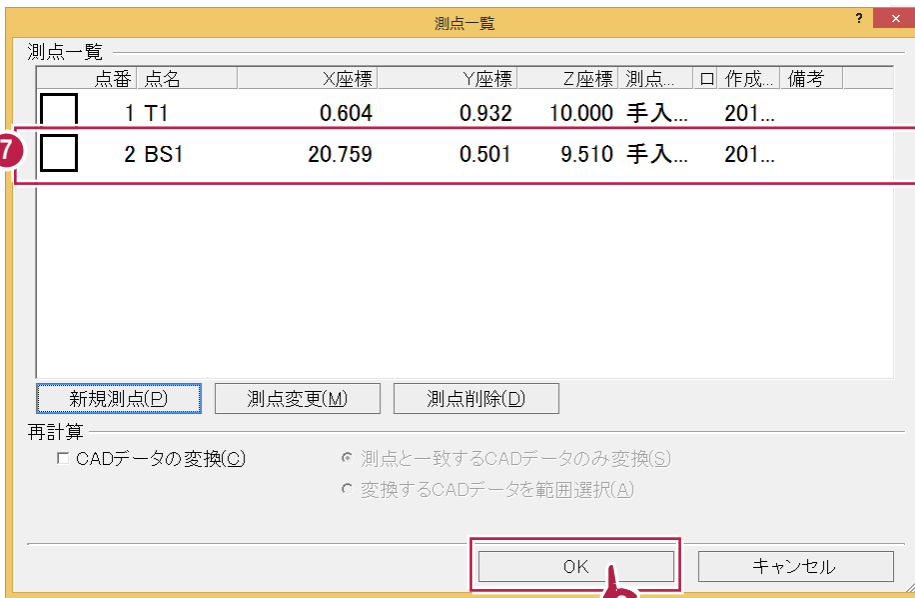 測点一覧 ? ×
測点一覧
点番 点名 X座標 Y座標 Z座標 測点... ロ 作成... 備考
1 T1 0.604 0.932 10.000 手入... 201...
7 2 BS1 20.759 0.501 9.510 手入... 201...
新規測点(P) 測点変更(M) 測点削除(D)
再計算
CADデータの変換(C) 測点と一致するCADデータのみ変換(S)
変換するCADデータを範囲選択(A)
OK キャンセル